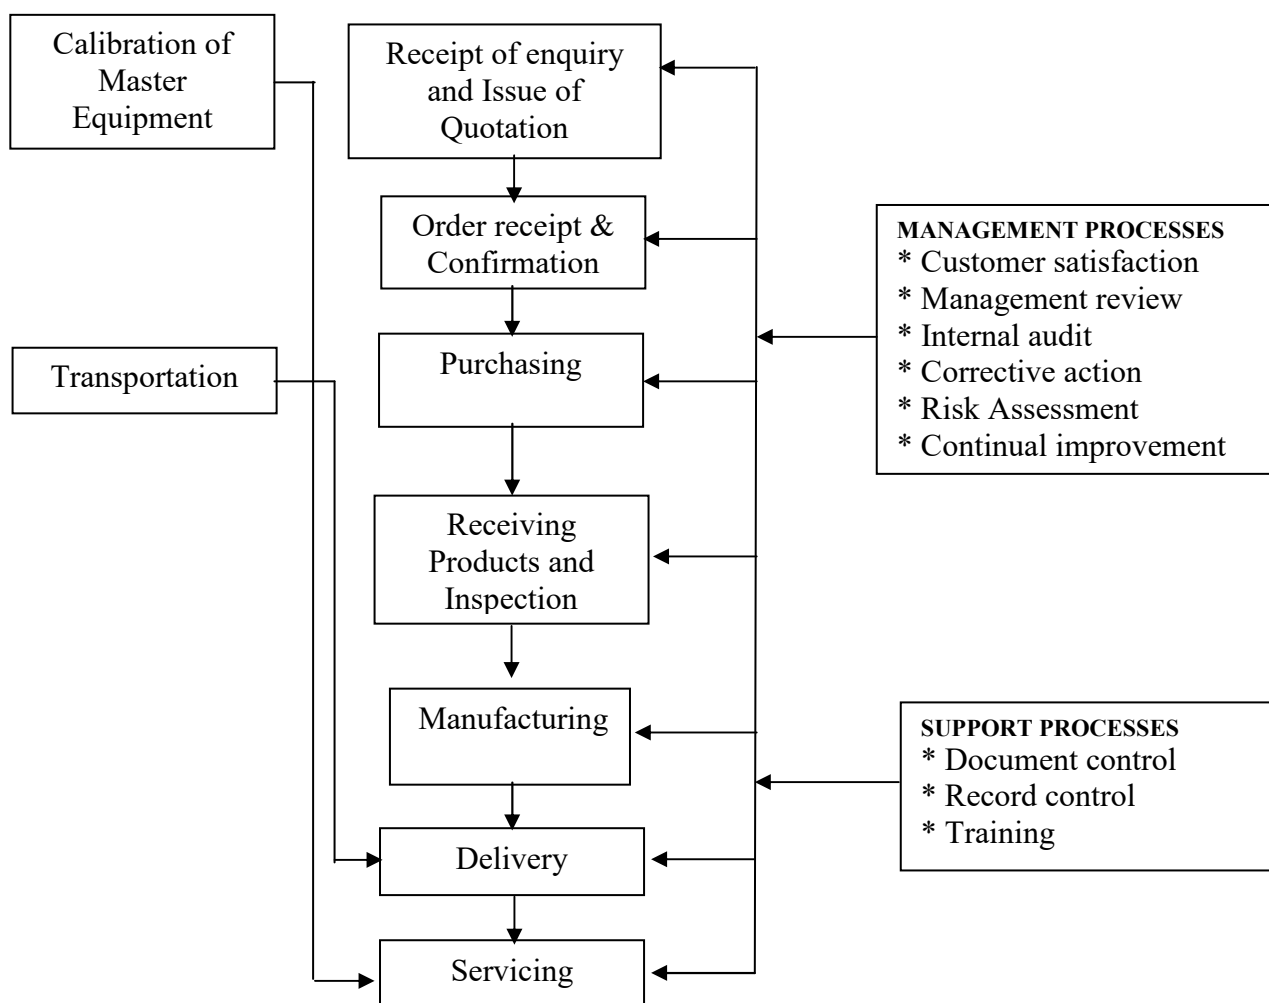 Calibration of
Master
Equipment
Receipt of enquiry
and Issue of
Quotation
Order receipt &
Confirmation
MANAGEMENT PROCESSES
* Customer satisfaction
* Management review
* Internal audit
* Corrective action
* Risk Assessment
* Continual improvement
Transportation
Purchasing
Receiving
Products and
Inspection
Manufacturing
SUPPORT PROCESSES
* Document control
* Record control
* Training
Delivery
Servicing